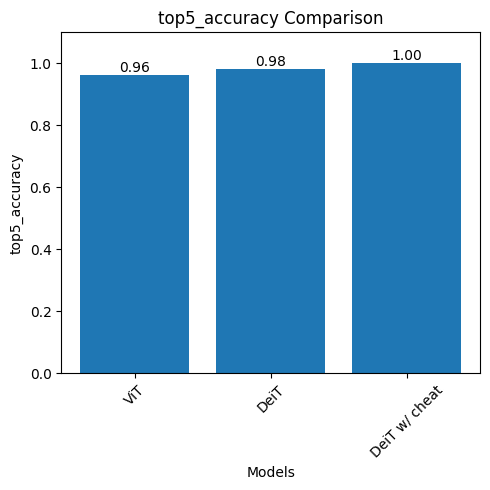 top5_accuracy Comparison
top5_accuracy
1.0
0.8
0.6
0.4
0.2
0.0
0.96
0.98
1.00
ViT
DeiT
DeiT w/ cheat
Models